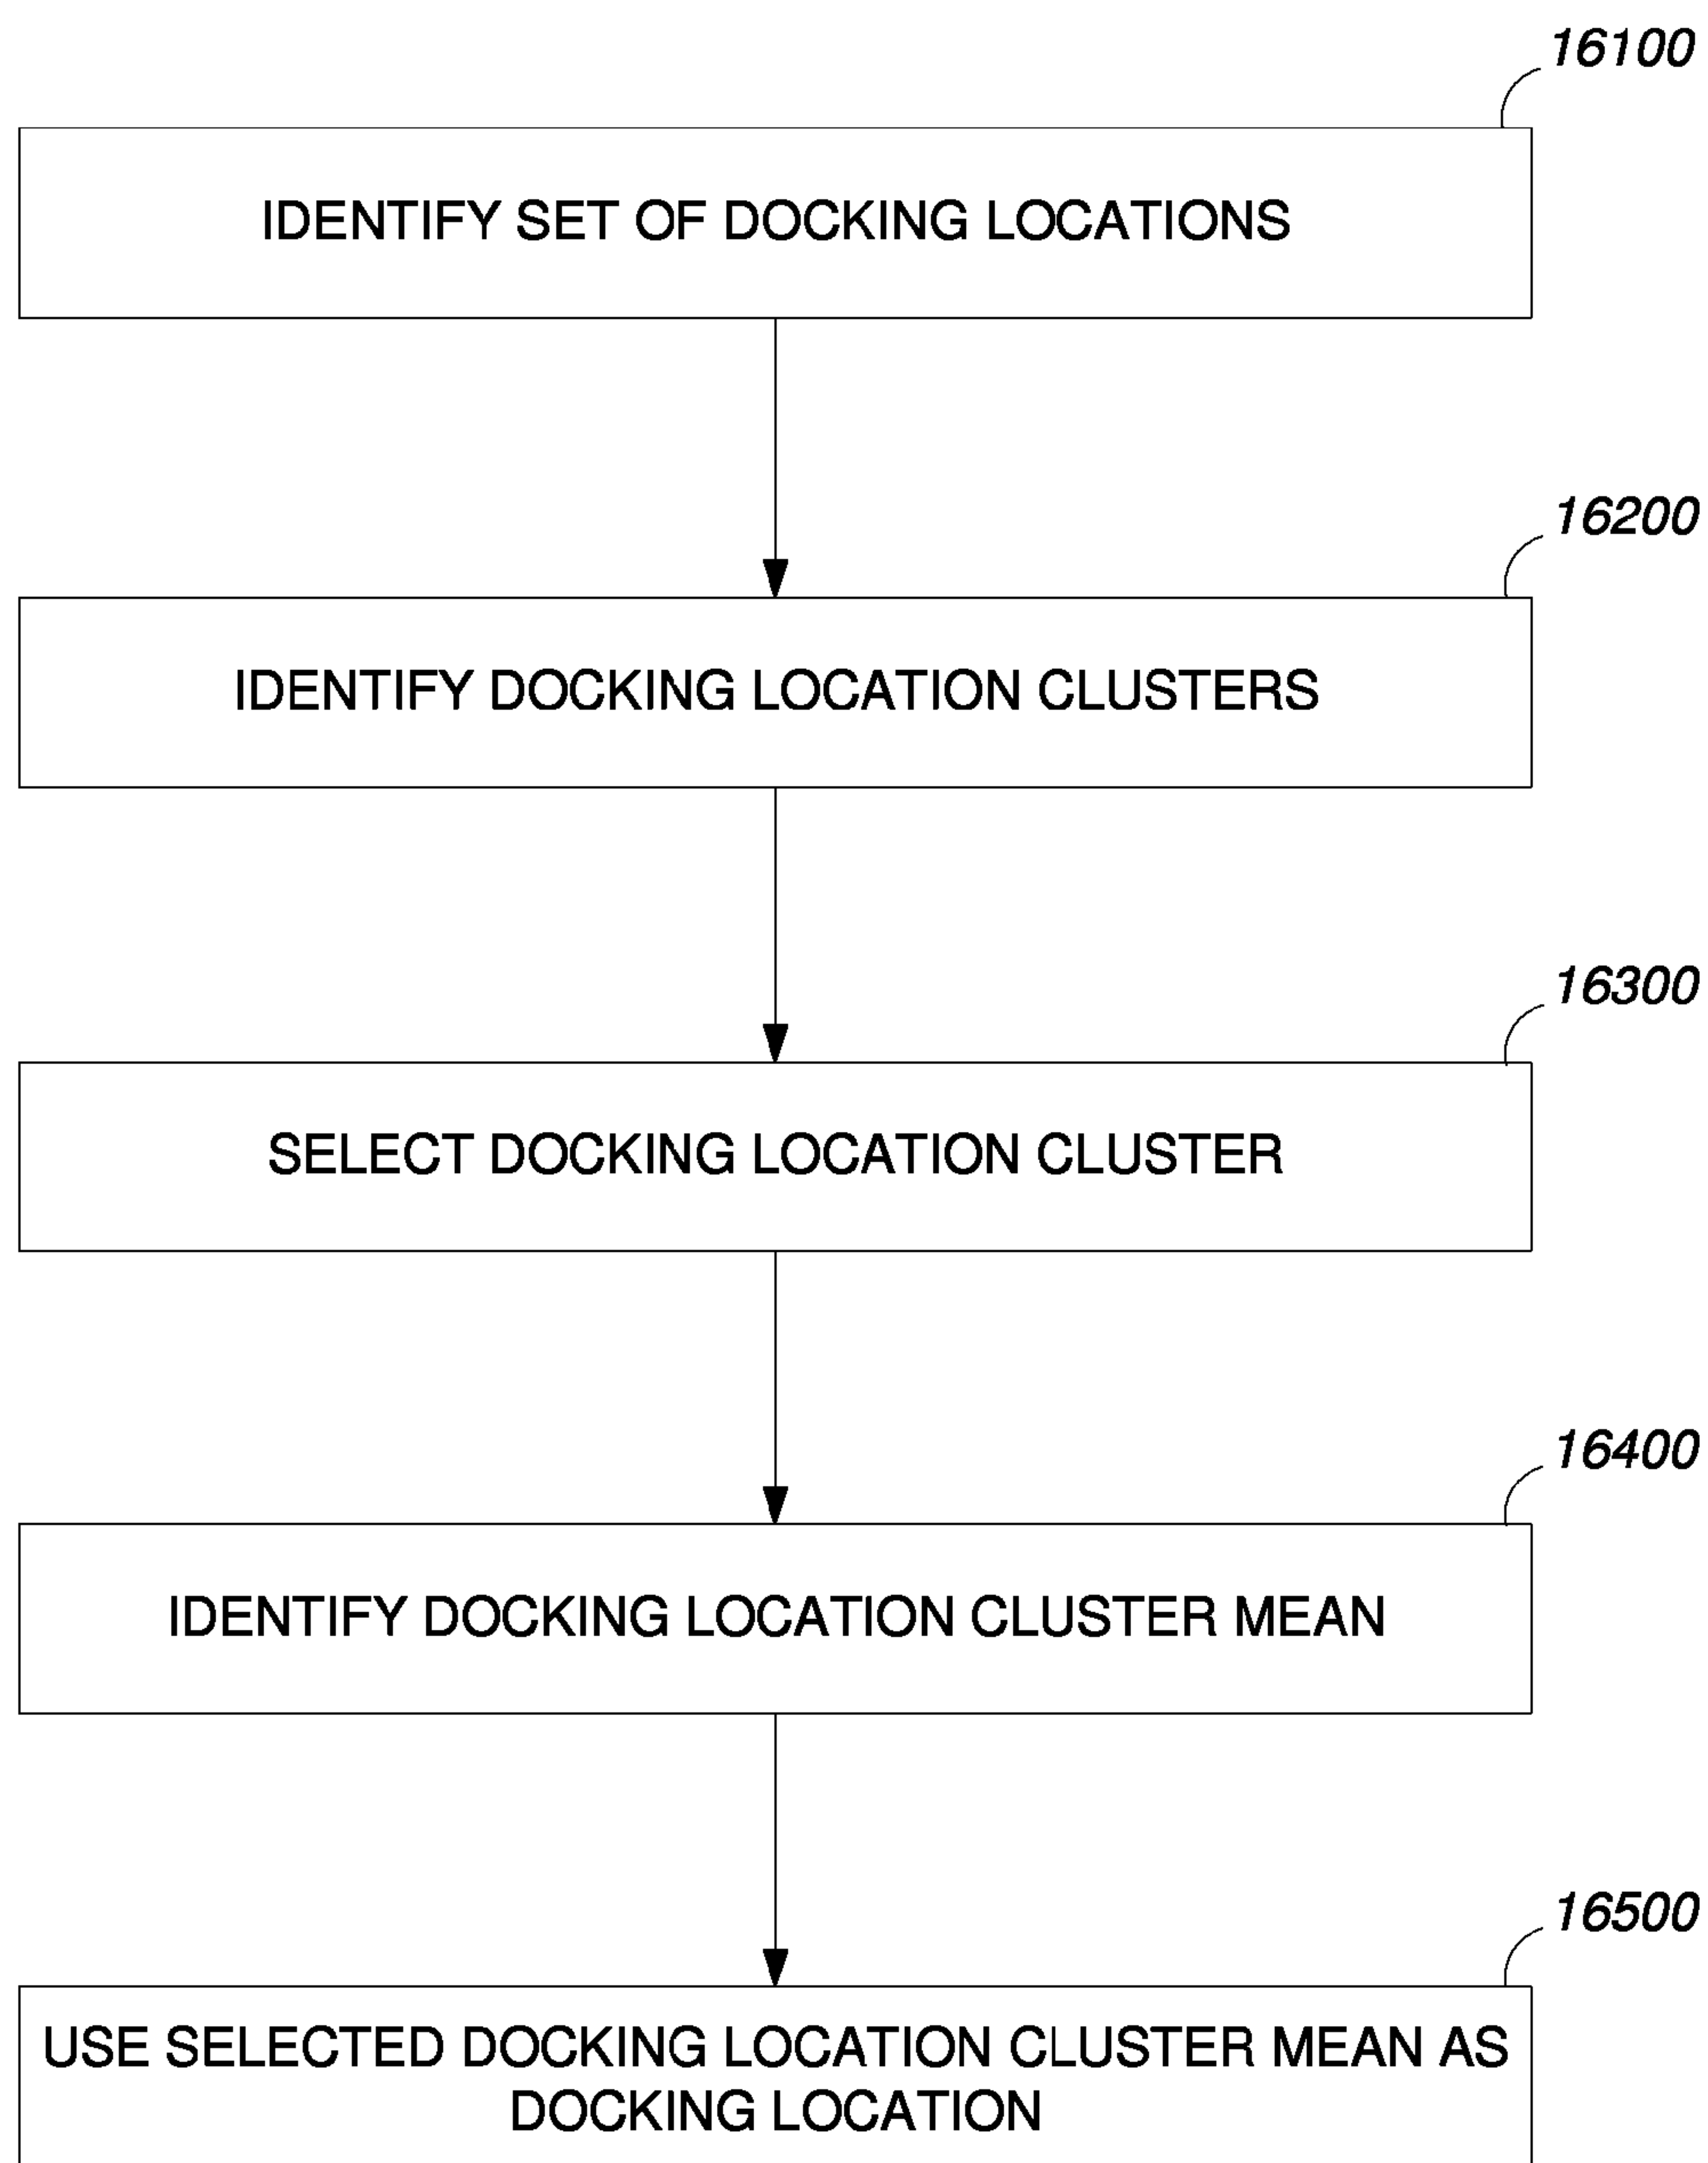 16100
IDENTIFY SET OF DOCKING LOCATIONS
16200
IDENTIFY DOCKING LOCATION CLUSTERS
16300
SELECT DOCKING LOCATION CLUSTER
16400
IDENTIFY DOCKING LOCATION CLUSTER MEAN
16500
USE SELECTED DOCKING LOCATION CLUSTER MEAN AS
DOCKING LOCATION